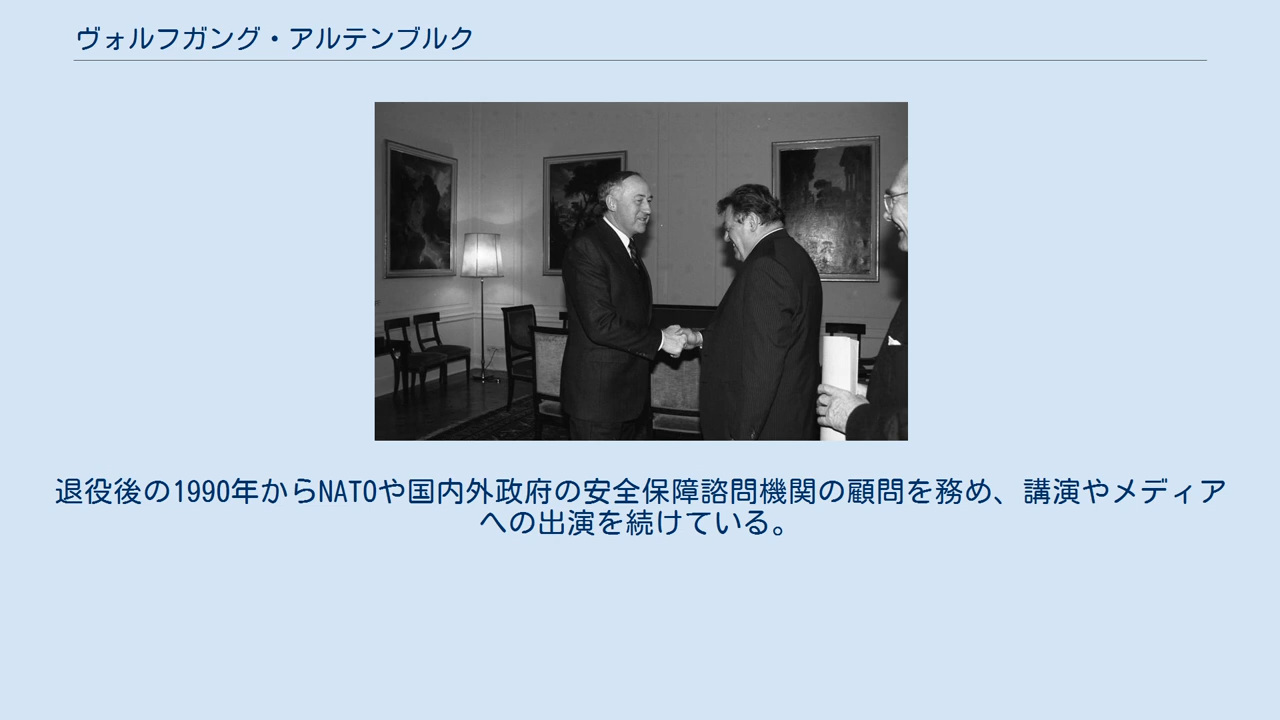 ヴォルフガング・アルテンブルク
退役後の1990年からNATOや国内外政府の安全保障諮問機関の顧問を務め、講演やメディア
への出演を続けている。